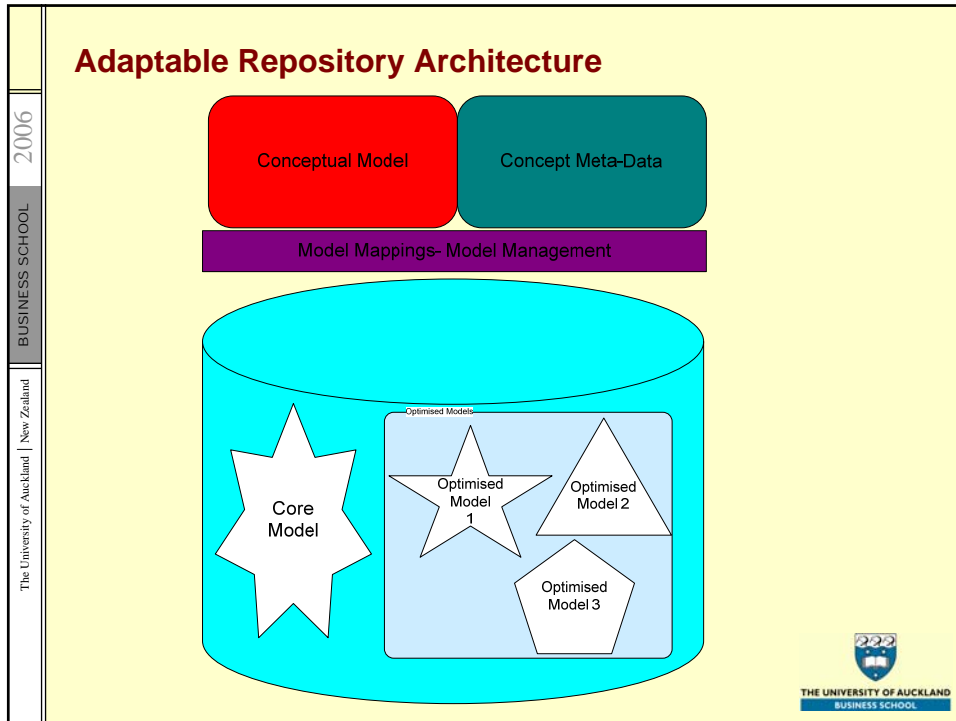 Adaptable Repository Architecture
2006
BUSINESS SCHOOL
The University of Auckland | New Zealand
Conceptual Model
Concept Meta-Data
Model Mappings- Model Management
Optimised Models
Core
Model
Optimised
Model
1
Optimised
Model 2
Optimised
Model 3
THE UNIVERSITY OF AUCKLAND
BUSINESS SCHOOL